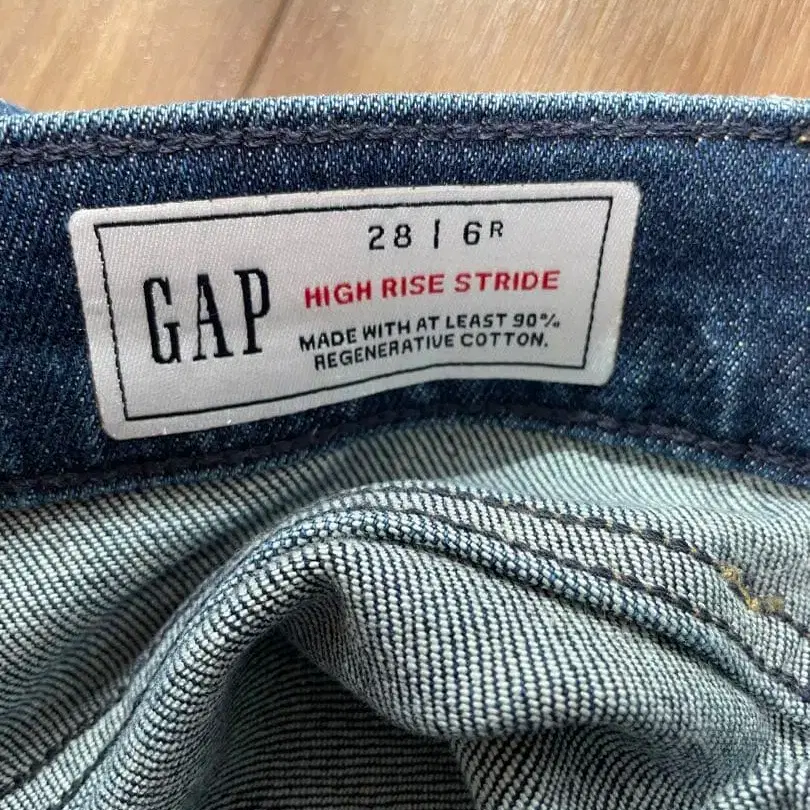 28 | 6R
GAP
HIGH RISE STRIDE
MADE WITH AT LEAST 90%
REGENERATIVE COTTON.